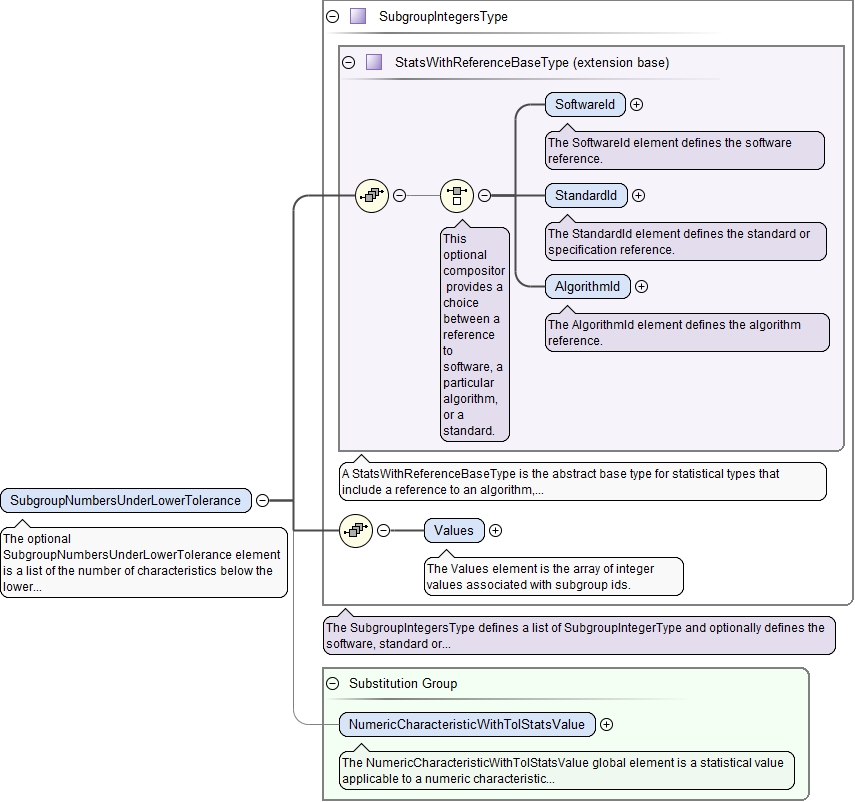 SubgroupIntegersType
StatsWithReferenceBaseType (extension base)
SoftwareId
The SoftwareId element defines the software
reference.
StandardId
The StandardId element defines the standard or
specification reference.
AlgorithmId
The AlgorithmId element defines the algorithm
reference.
This
optional
compositor
provides a
choice
between a
reference
to
software, a
particular
algorithm,
or a
standard.
A StatsWithReferenceBaseType is the abstract base type for statistical types that
include a reference to an algorithm,...
SubgroupNumbersUnderLowerTolerance
The optional
SubgroupNumbersUnderLowerTolerance element
is a list of the number of characteristics below the
lower...
Values
The Values element is the array of integer
values associated with subgroup ids.
The SubgroupIntegersType defines a list of SubgroupIntegerType and optionally defines the
software, standard or...
Substitution Group
NumericCharacteristicWithTolStatsValue
The NumericCharacteristicWithTolStatsValue global element is a statistical value
applicable to a numeric characteristic...